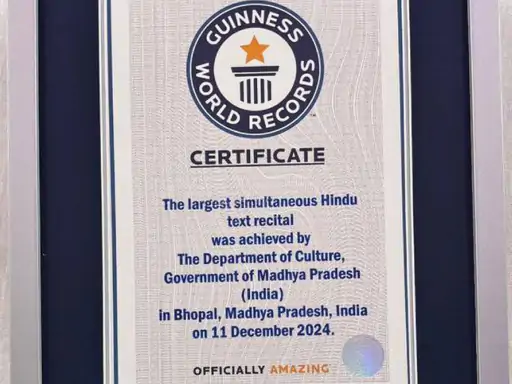 GUINNESS
WORLD RECORDS
TM
CERTIFICATE
The largest simultaneous Hindu
text recital
was achieved by
The Department of Culture,
Government of Madhya Pradesh
(India)
in Bhopal, Madhya Pradesh, India
on 11 December 2024.
OFFICIALLY AMAZING